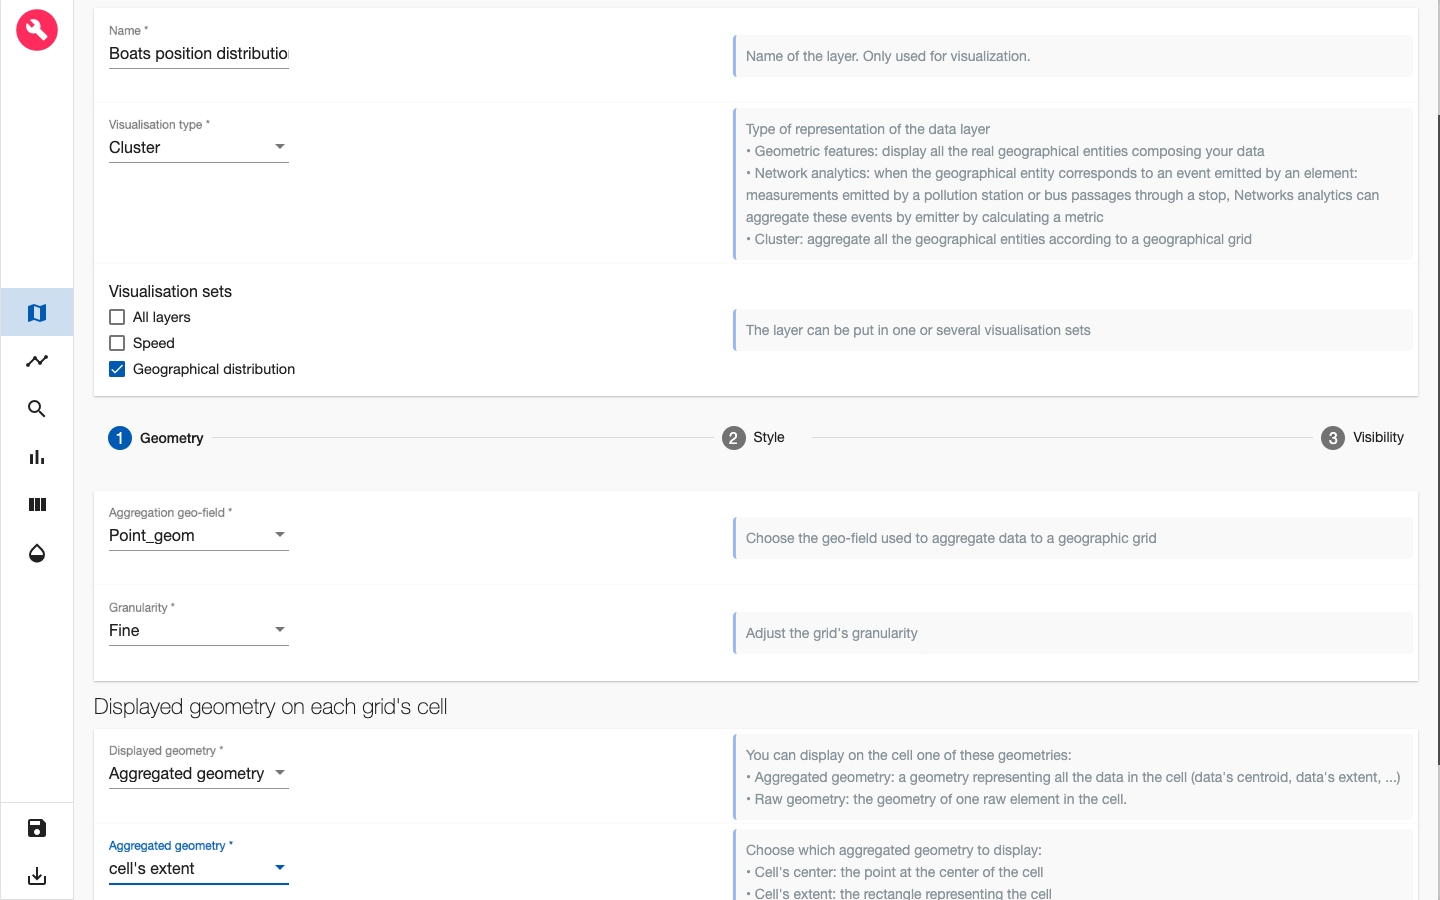 Name *
Boats position distribution
Name of the layer. Only used for visualization.
Visualisation type *
Cluster
Type of representation of the data layer
• Geometric features: display all the real geographical entities composing your data
• Network analytics: when the geographical entity corresponds to an event emitted by an element:
measurements emitted by a pollution station or bus passages through a stop, Networks analytics can
aggregate these events by emitter by calculating a metric
• Cluster: aggregate all the geographical entities according to a geographical grid
Visualisation sets
All layers
Speed
Geographical distribution
The layer can be put in one or several visualisation sets
1 Geometry
2 Style
3 Visibility
Aggregation geo-field *
Point_geom
Choose the geo-field used to aggregate data to a geographic grid
Granularity *
Fine
Adjust the grid's granularity
Displayed geometry on each grid's cell
Displayed geometry *
Aggregated geometry
You can display on the cell one of these geometries:
• Aggregated geometry: a geometry representing all the data in the cell (data's centroid, data's extent, ...)
• Raw geometry: the geometry of one raw element in the cell.
Aggregated geometry *
cell's extent
Choose which aggregated geometry to display:
• Cell's center: the point at the center of the cell
• Cell's extent: the rectangle representing the cell